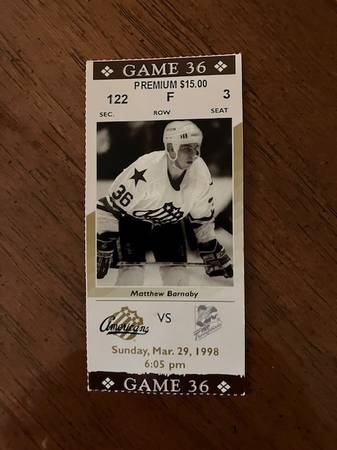 GAME 36
PREMIUM $15.00
122 F 3
SEC. ROW SEAT
36
Matthew Barnaby
Americans VS
Sunday, Mar. 29, 1998
6:05 pm
GAME 36